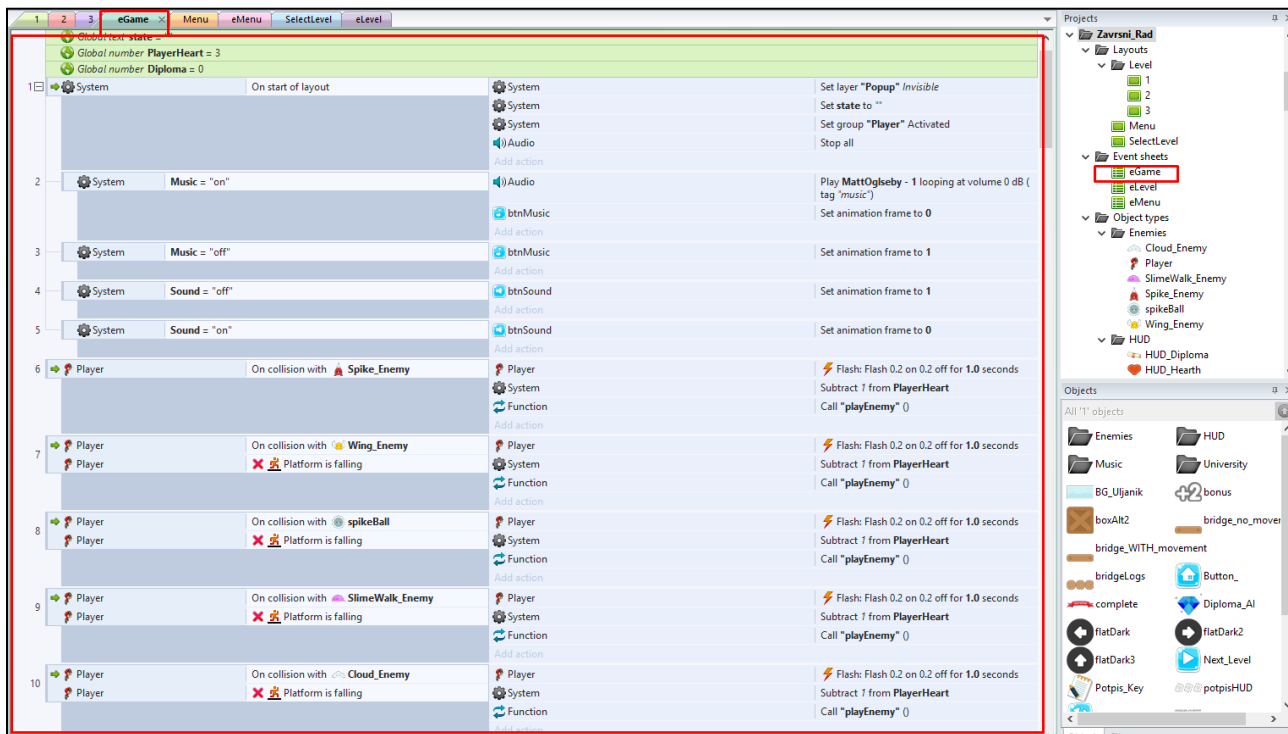 1 2 3 eGame × Menu eMenu SelectLevel eLevel
Global text state =
Global number PlayerHeart = 3
Global number Diploma = 0
1 System On start of layout System Set layer "Popup" Invisible
System Set state to ""
System Set group "Player" Activated
Audio Stop all
Add action
2 System Music = "on" Audio Play MattOglseby - 1 looping at volume 0 dB (
tag "music")
btnMusic Set animation frame to 0
Add action
3 System Music = "off" btnMusic Set animation frame to 1
Add action
4 System Sound = "off" btnSound Set animation frame to 1
Add action
5 System Sound = "on" btnSound Set animation frame to 0
Add action
6 Player On collision with Spike_Enemy Player Flash: Flash 0.2 on 0.2 off for 1.0 seconds
System Subtract 1 from PlayerHeart
Function Call "playEnemy" ()
Add action
7 Player On collision with Wing_Enemy Player Flash: Flash 0.2 on 0.2 off for 1.0 seconds
Player Platform is falling System Subtract 1 from PlayerHeart
Function Call "playEnemy" ()
Add action
8 Player On collision with spikeBall Player Flash: Flash 0.2 on 0.2 off for 1.0 seconds
Player Platform is falling System Subtract 1 from PlayerHeart
Function Call "playEnemy" ()
Add action
9 Player On collision with SlimeWalk_Enemy Player Flash: Flash 0.2 on 0.2 off for 1.0 seconds
Player Platform is falling System Subtract 1 from PlayerHeart
Function Call "playEnemy" ()
Add action
10 Player On collision with Cloud_Enemy Player Flash: Flash 0.2 on 0.2 off for 1.0 seconds
Player Platform is falling System Subtract 1 from PlayerHeart
Function Call "playEnemy" ()
Add action
Projects
Zavrsni_Rad
Layouts
Level
1
2
3
Menu
SelectLevel
Event sheets
eGame
eLevel
eMenu
Object types
Enemies
Cloud_Enemy
Player
SlimeWalk_Enemy
Spike_Enemy
spikeBall
Wing_Enemy
HUD
HUD_Diploma
HUD_Hearth
Objects
All '1' objects
Enemies HUD
Music University
BG_Uljanik +2 bonus
boxAlt2 bridge_no_mover
bridge_WITH_movement
bridgeLogs Button_
complete Diploma_Al
flatDark flatDark2
flatDark3 Next_Level
Potpis_Key potpisHUD